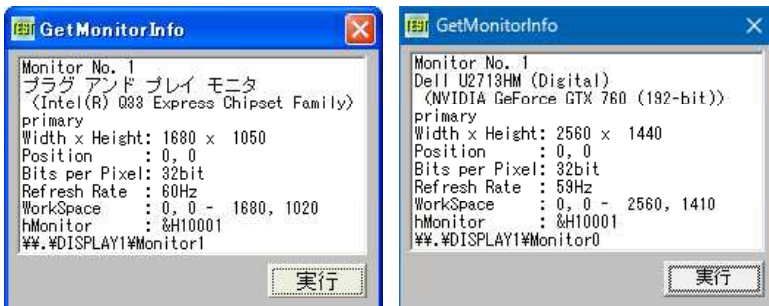 GetMonitorInfo
Monitor No. 1
プラグ アンド プレイ モニタ
(Intel(R) Q33 Express Chipset Family)
primary
Width x Height: 1680 x 1050
Position : 0, 0
Bits per Pixel: 32bit
Refresh Rate : 60Hz
WorkSpace : 0, 0 - 1680, 1020
hMonitor : &H10001
¥¥.¥DISPLAY1¥Monitor1
実行
GetMonitorInfo
Monitor No. 1
Dell U2713HM (Digital)
(NVIDIA GeForce GTX 760 (192-bit))
primary
Width x Height: 2560 x 1440
Position : 0, 0
Bits per Pixel: 32bit
Refresh Rate : 59Hz
WorkSpace : 0, 0 - 2560, 1410
hMonitor : &H10001
¥¥.¥DISPLAY1¥Monitor0
実行